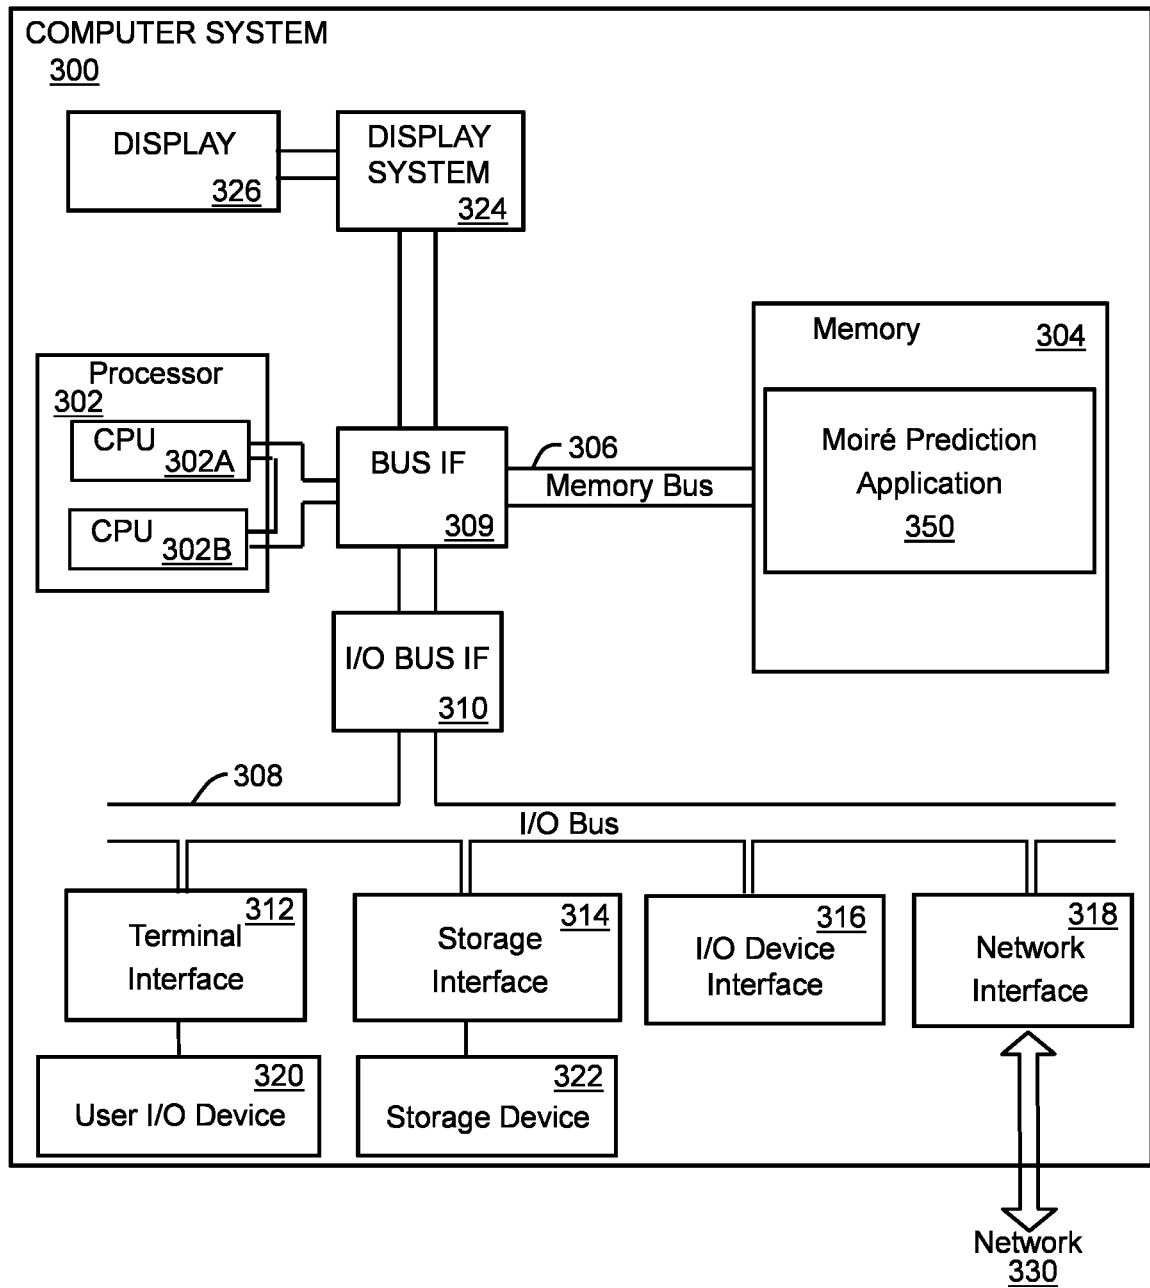 COMPUTER SYSTEM
300
DISPLAY
326
DISPLAY
SYSTEM
324
Memory
304
Moiré Prediction
Application
350
Processor
302
CPU
302A
CPU
302B
BUS IF
309
306
Memory Bus
I/O BUS IF
310
308
I/O Bus
312
Terminal
Interface
314
Storage
Interface
316
I/O Device
Interface
318
Network
Interface
320
User I/O Device
322
Storage Device
Network
330